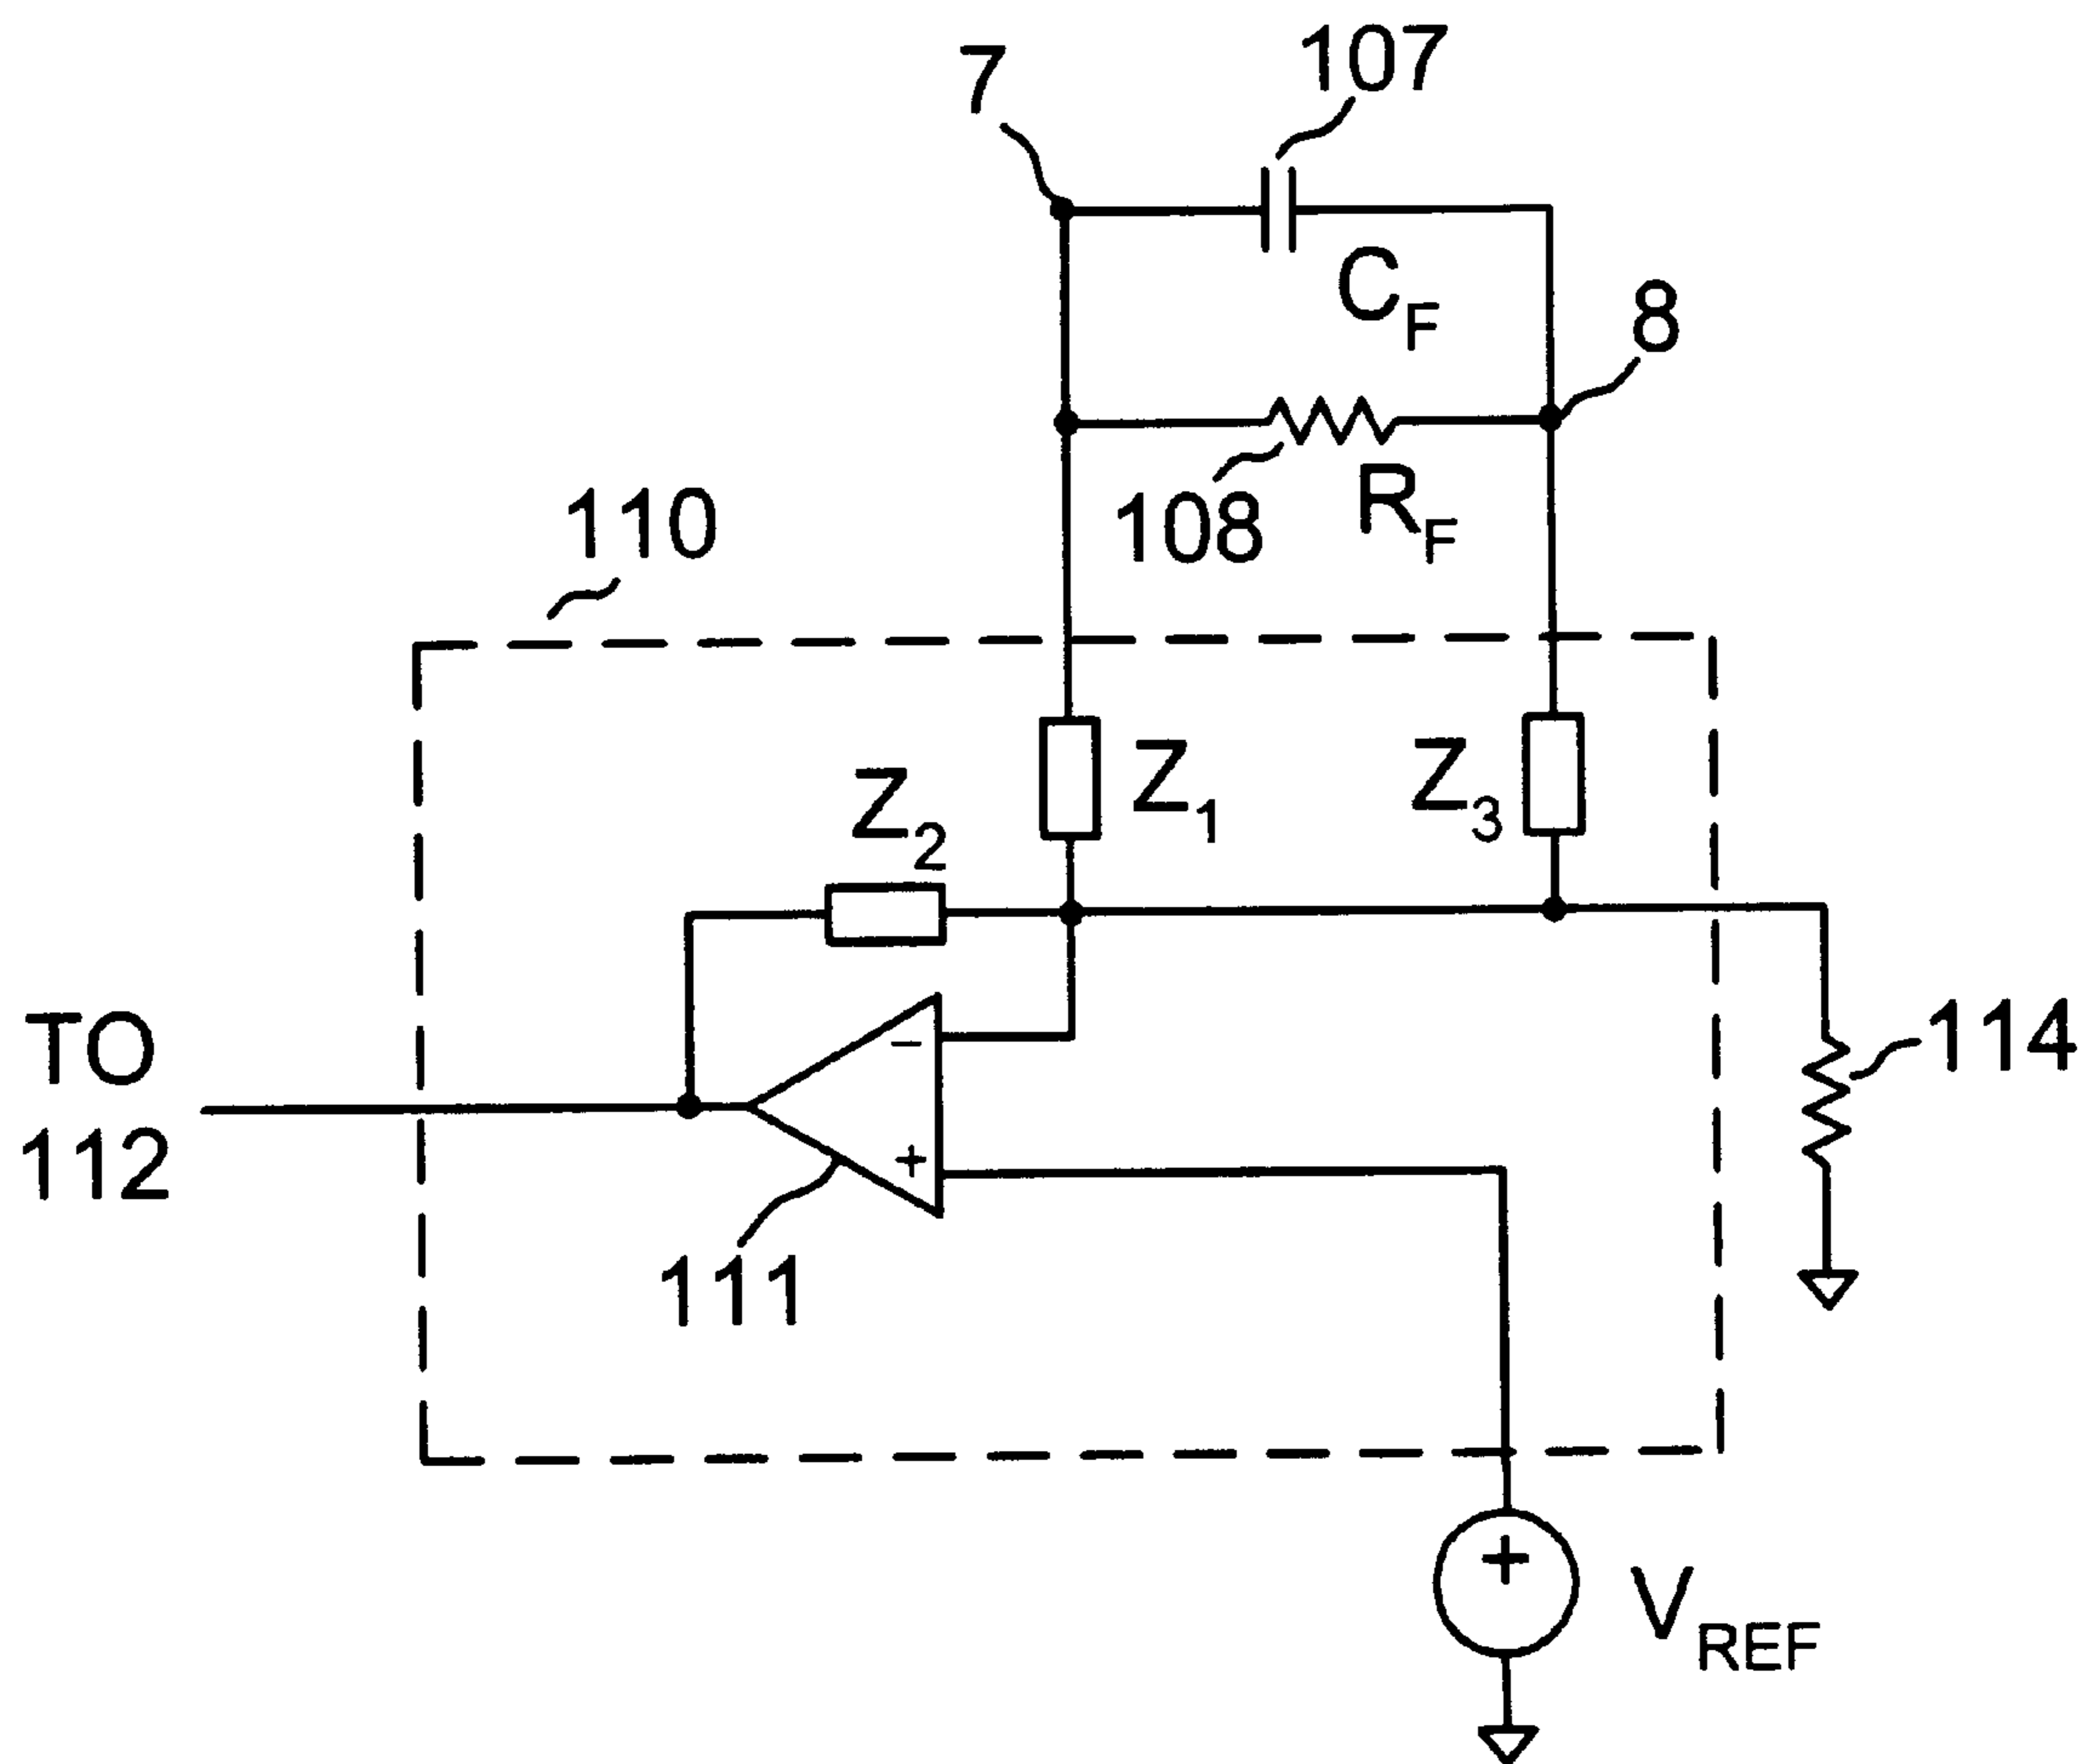 107
7
C_F
8
R_F
108
110
Z_1
Z_3
Z_2
TO
112
−
+
114
111
+
V_REF